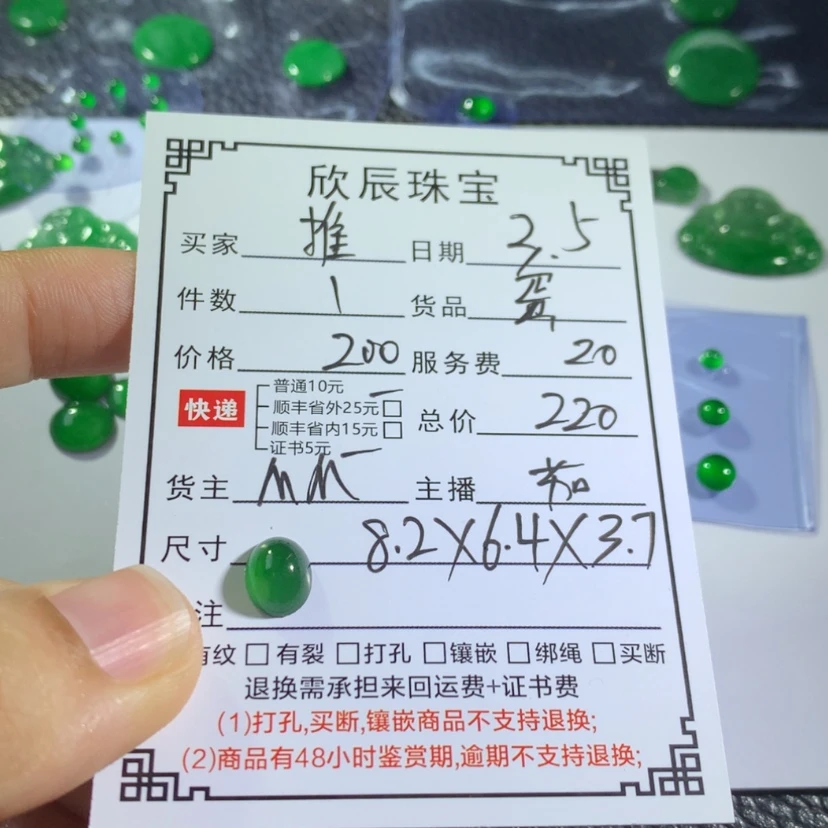 欣辰珠宝
买家 推 日期 2.5
件数 1 货品 蛋
价格 200 服务费 20
快递
普通10元
顺丰省外25元
顺丰省内15元
证书5元
总价 220
货主 主播
尺寸 8.2X6.4X3.7
注
有纹 有裂 打孔 镶嵌 绑绳 买断
退换需承担来回运费+证书费
(1)打孔,买断,镶嵌商品不支持退换;
(2)商品有48小时鉴赏期,逾期不支持退换;